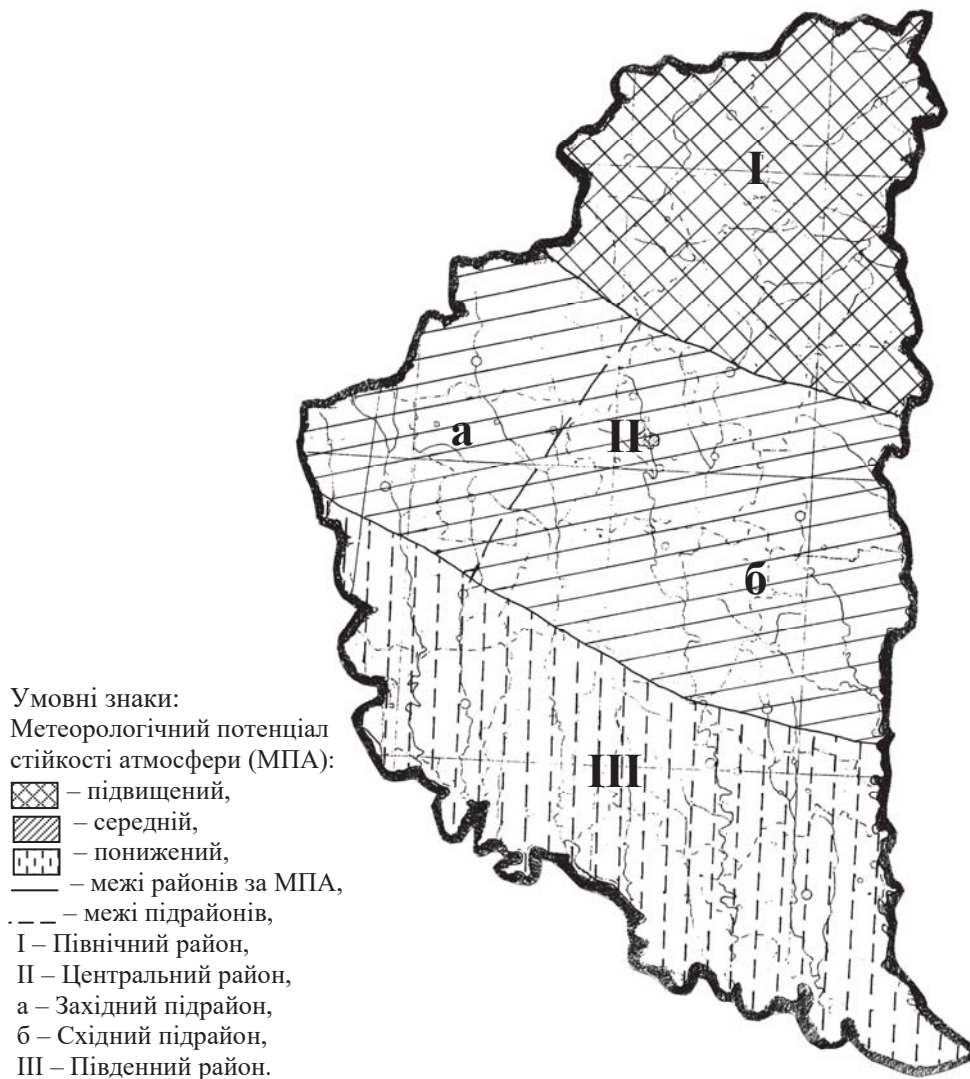 I
а
II
б
III
Умовні знаки:
Метеорологічний потенціал
стійкості атмосфери (МПА):
– підвищений,
– середній,
– понижений,
– межі районів за МПА,
– межі підрайонів,
I – Північний район,
II – Центральний район,
а – Західний підрайон,
б – Східний підрайон,
III – Південний район.